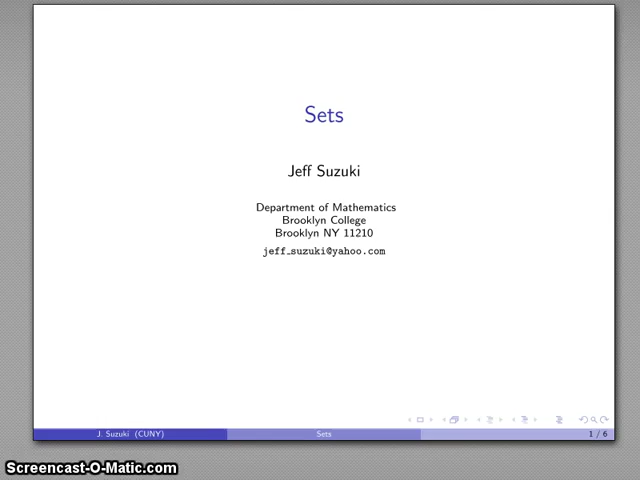 Sets
Jeff Suzuki
Department of Mathematics
Brooklyn College
Brooklyn NY 11210
jeff_suzuki@yahoo.com
J. Suzuki (CUNY)
Sets
1 / 6
Screencast-O-Matic.com